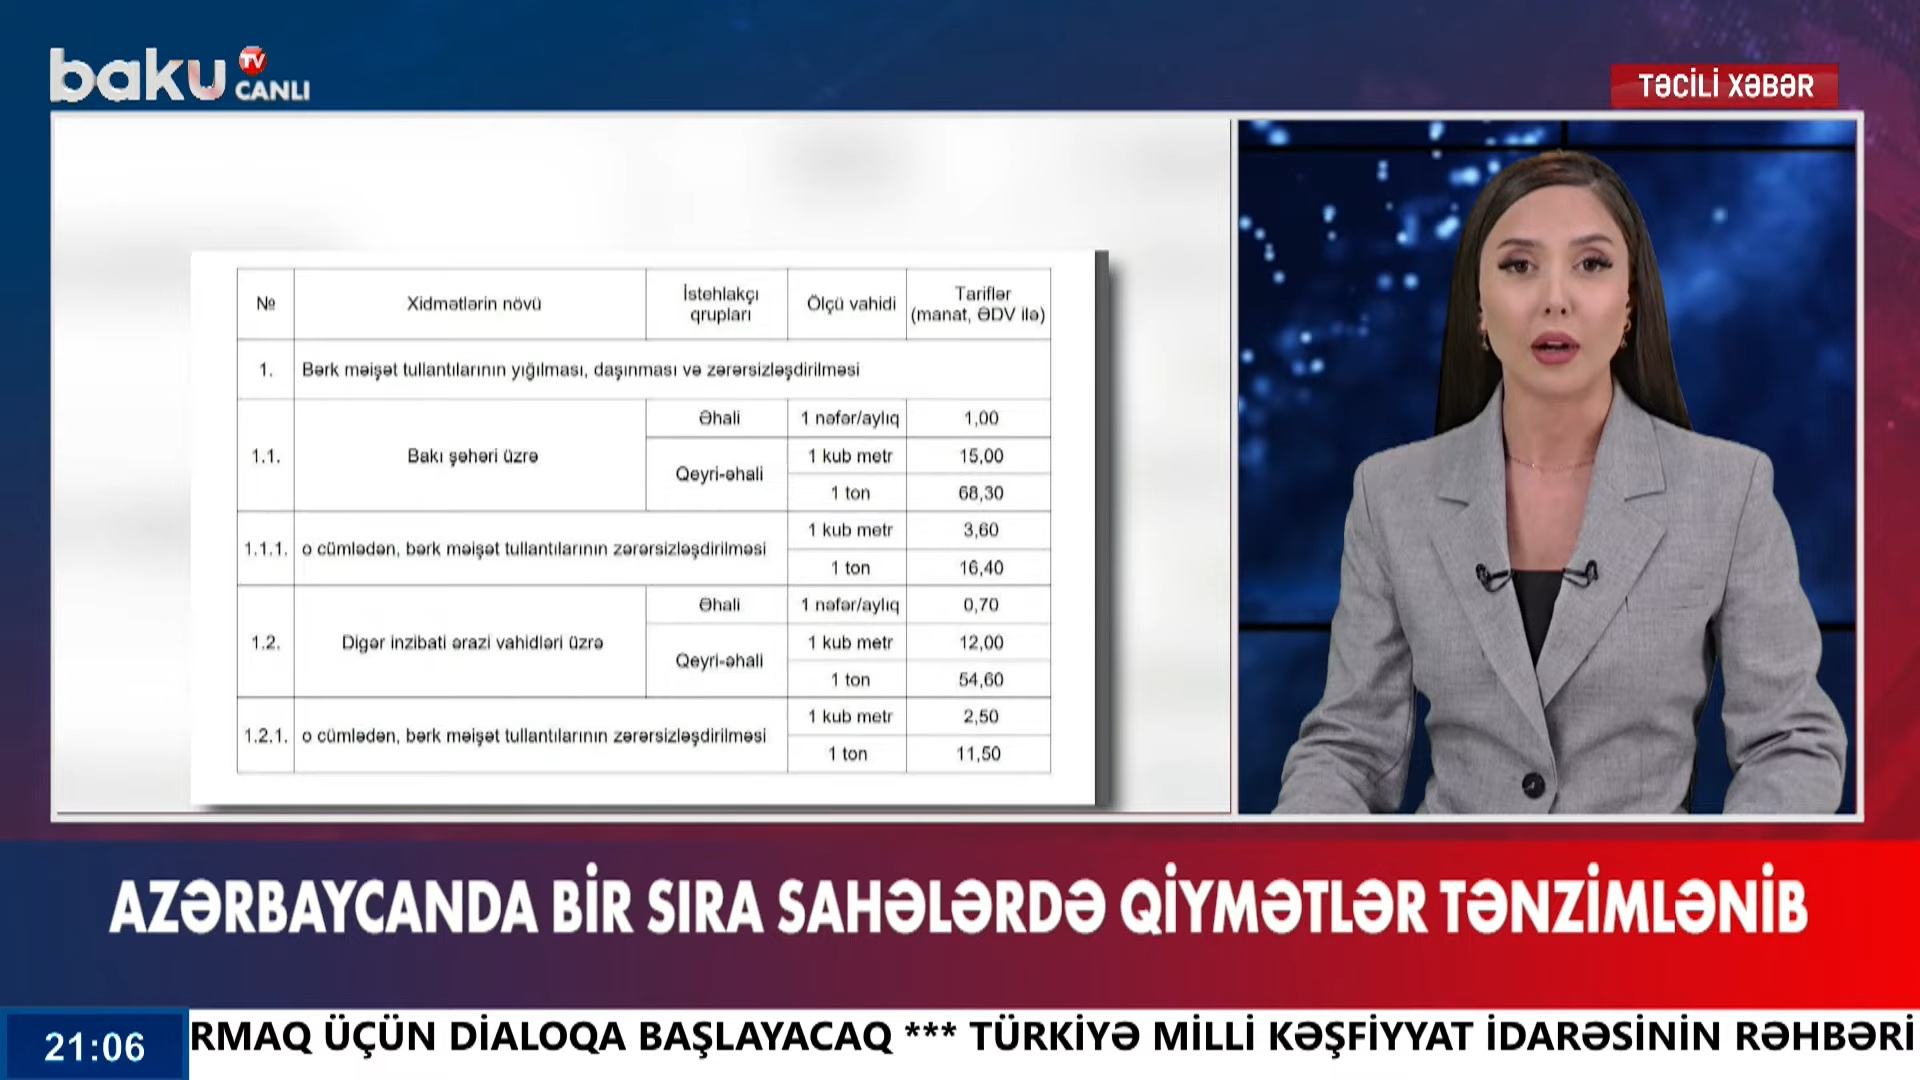 baku TV CANLI
TƏCİLİ XƏBƏR
№ Xidmətlərin növü İstehlakçı qrupları Ölçü vahidi Tariflər (manat, ƏDV ilə)
1. Bərk məişət tullantılarının yığılması, daşınması və zərərsizləşdirilməsi
1.1. Bakı şəhəri üzrə Əhali 1 nəfər/aylıq 1,00
Qeyri-əhali 1 kub metr 15,00
1 ton 68,30
1.1.1. o cümlədən, bərk məişət tullantılarının zərərsizləşdirilməsi 1 kub metr 3,60
1 ton 16,40
1.2. Digər inzibati ərazi vahidləri üzrə Əhali 1 nəfər/aylıq 0,70
Qeyri-əhali 1 kub metr 12,00
1 ton 54,60
1.2.1. o cümlədən, bərk məişət tullantılarının zərərsizləşdirilməsi 1 kub metr 2,50
1 ton 11,50
AZƏRBAYCANDA BİR SIRA SAHƏLƏRDƏ QİYMƏTLƏR TƏNZİMLƏNİB
21:06 RMAQ ÜÇÜN DİALOQA BAŞLAYACAQ *** TÜRKİYƏ MİLLİ KƏŞFİYYAT İDARƏSİNİN RƏHBƏRİ